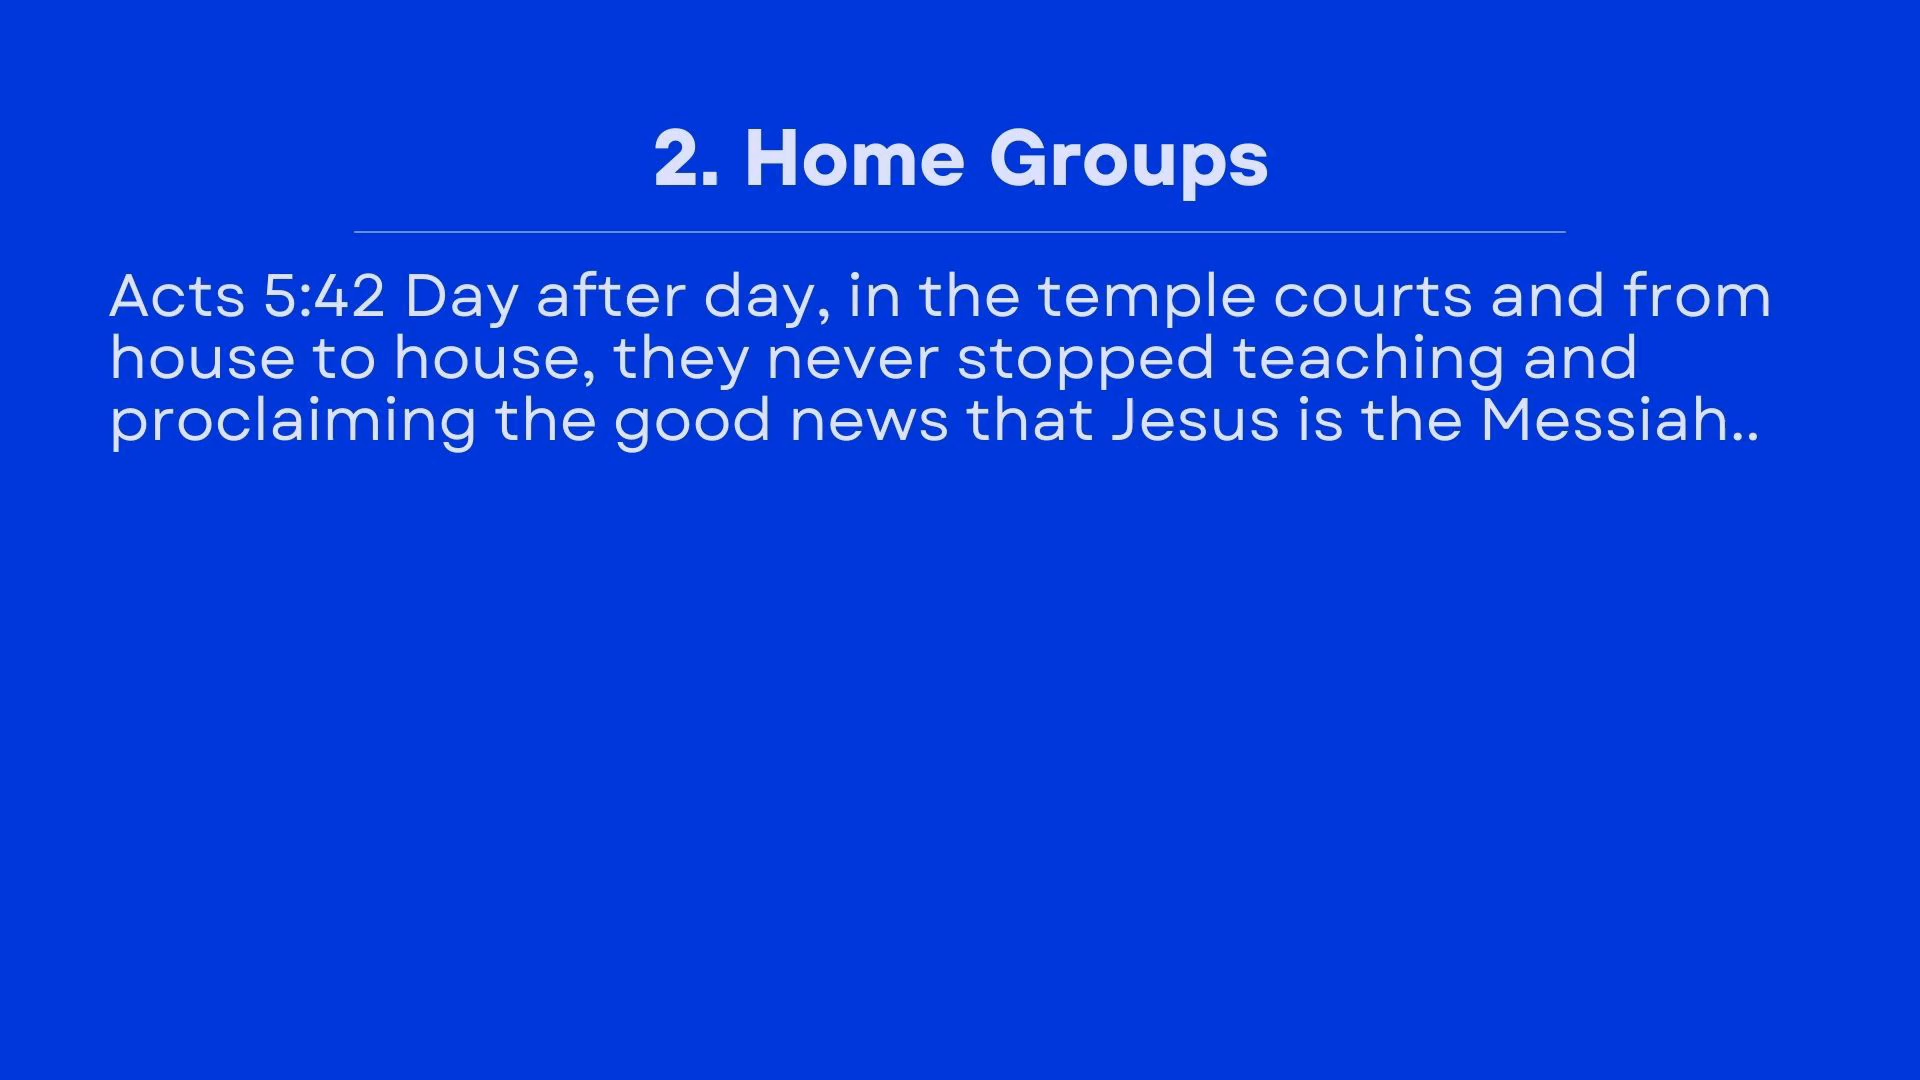 2. Home Groups
Acts 5:42 Day after day, in the temple courts and from
house to house, they never stopped teaching and
proclaiming the good news that Jesus is the Messiah..